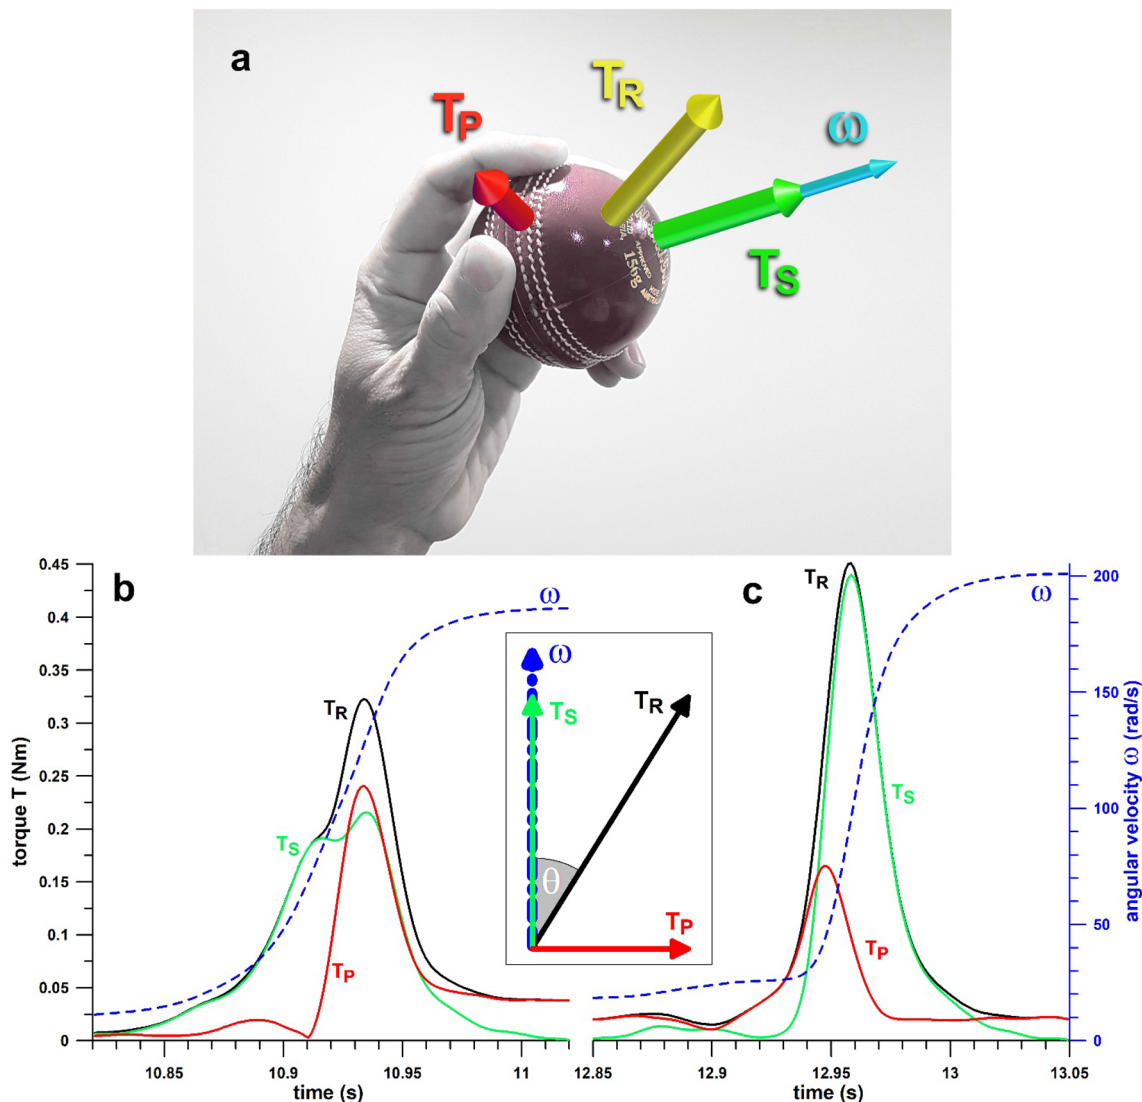 a
T_R
T_P
ω
T_S
156g
b
c
0.45
0.4
0.35
0.3
0.25
0.2
0.15
0.1
0.05
0
torque T (Nm)
10.85
10.9
10.95
11
time (s)
T_R
T_S
T_P
ω
ω
T_S
T_R
θ
T_P
T_R
T_S
T_P
ω
12.85
12.9
12.95
13
13.05
time (s)
200
150
100
50
0
angular velocity ω (rad/s)